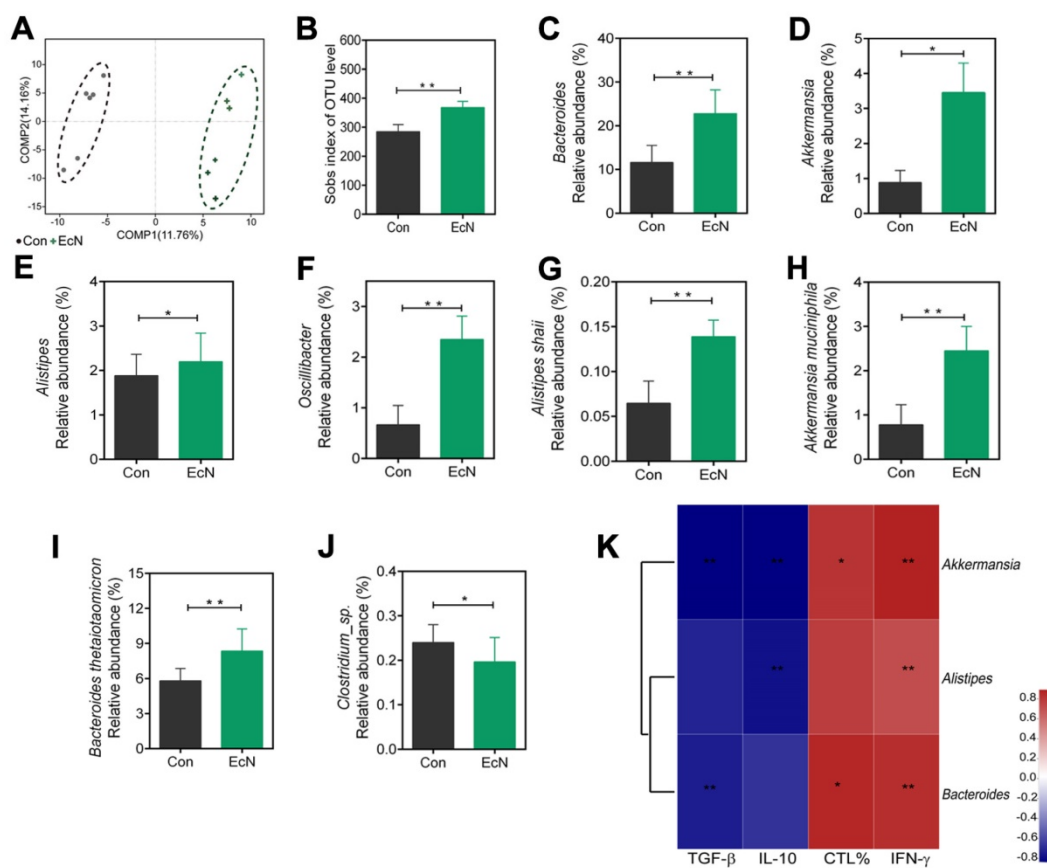 A
COMP2(14.16%)
10
5
0
-5
-10
-15
-10
-5
0
5
10
COMP1(11.76%)
Con
EcN
B
Sobs index of OTU level
600
500
400
300
200
100
0
**
Con
EcN
C
Bacteroides
Relative abundance (%)
40
30
20
10
0
**
Con
EcN
D
Akkermansia
Relative abundance (%)
5
4
3
2
1
0
*
Con
EcN
E
Alistipes
Relative abundance (%)
4
3
2
1
0
*
Con
EcN
F
Oscillibacter
Relative abundance (%)
3
2
1
0
**
Con
EcN
G
Alistipes shaii
Relative abundance (%)
0.20
0.15
0.10
0.05
0.00
**
Con
EcN
H
Akkermansia muciniphila
Relative abundance (%)
4
3
2
1
0
**
Con
EcN
I
Bacteroides thetaiotaomicron
Relative abundance (%)
15
12
9
6
3
0
**
Con
EcN
J
Clostridium_sp.
Relative abundance (%)
0.4
0.3
0.2
0.1
0.0
*
Con
EcN
K
** ** * ** Akkermansia
** ** Alistipes
** * ** Bacteroides
TGF-β IL-10 CTL% IFN-γ
0.8
0.6
0.4
0.2
0.0
-0.2
-0.4
-0.6
-0.8